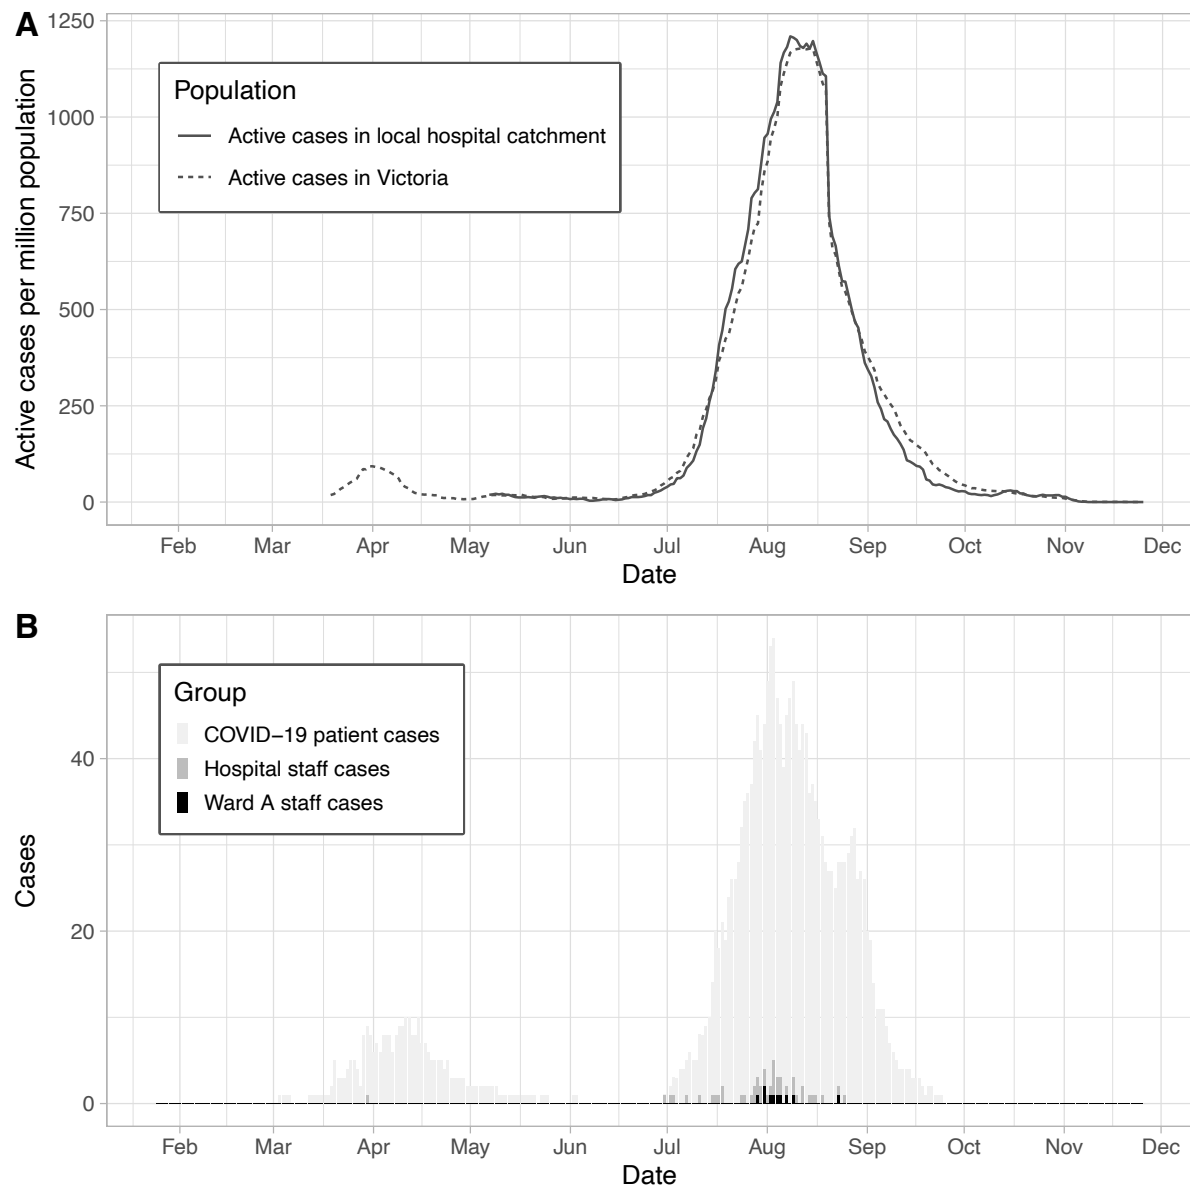 A
Active cases per million population
1250
1000
750
500
250
0
Population
Active cases in local hospital catchment
Active cases in Victoria
Feb Mar Apr May Jun Jul Aug Sep Oct Nov Dec
Date
B
Cases
40
20
0
Group
COVID−19 patient cases
Hospital staff cases
Ward A staff cases
Feb Mar Apr May Jun Jul Aug Sep Oct Nov Dec
Date